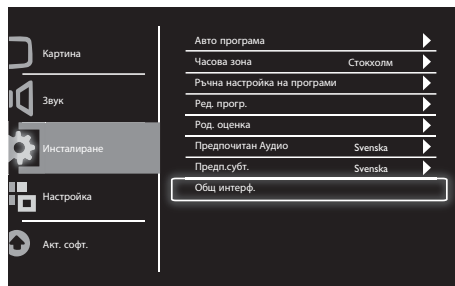 Картина
Звук
Инсталиране
Настройка
Акт. софт.
Авто програма
Часова зона Стокхолм
Ръчна настройка на програми
Ред. прогр.
Род. оценка
Предпочитан Аудио Svenska
Предп.субт. Svenska
Общ интерф.